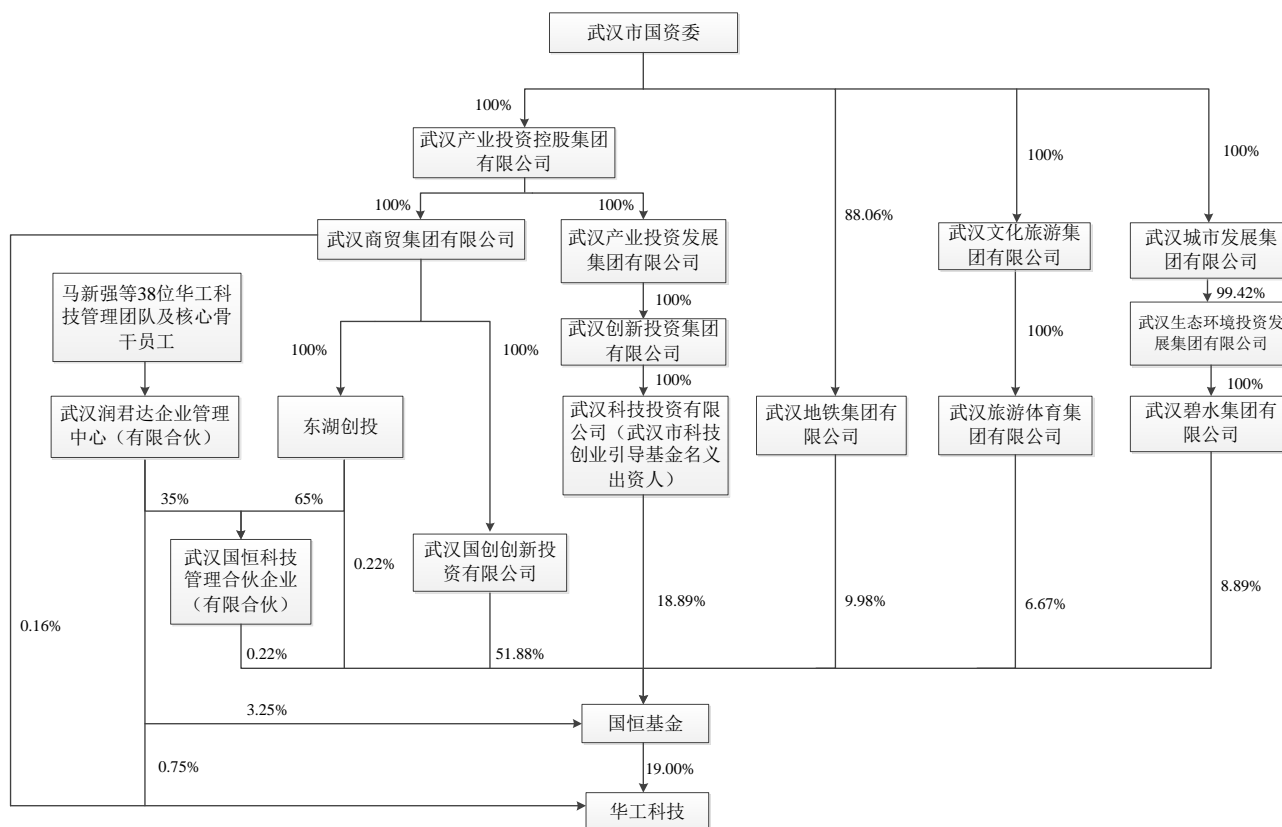 武汉市国资委
100%
武汉产业投资控股集团
有限公司
100%
100%
88.06%
100%
100%
武汉商贸集团有限公司
武汉产业投资发展
集团有限公司
武汉文化旅游集
团有限公司
武汉城市发展集
团有限公司
100%
99.42%
马新强等38位华工科
技管理团队及核心骨
干员工
100%
100%
武汉创新投资集团
有限公司
100%
武汉生态环境投资发
展集团有限公司
100%
100%
武汉润君达企业管理
中心（有限合伙）
东湖创投
武汉科技投资有限
公司（武汉市科技
创业引导基金名义
出资人）
武汉地铁集团有
限公司
武汉旅游体育集
团有限公司
武汉碧水集团有
限公司
35%
65%
武汉国恒科技
管理合伙企业
（有限合伙）
0.22%
武汉国创创新投
资有限公司
18.89%
9.98%
6.67%
8.89%
0.16%
0.22%
51.88%
3.25%
国恒基金
0.75%
19.00%
华工科技